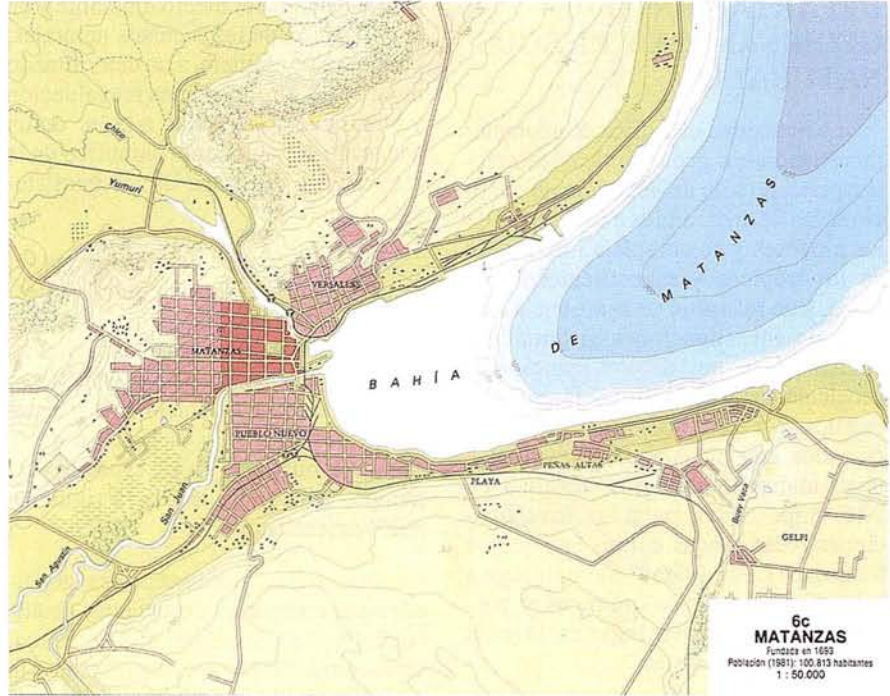 Chico
Yumurí
VERSALLES
MATANZAS
BAHÍA
DE
MATANZAS
PUEBLO NUEVO
PLAYA
PEÑAS ALTAS
San Juan
San Agustín
Buey Vaca
GELPI
6c
MATANZAS
Fundada en 1693
Población (1981): 100.813 habitantes
1 : 50.000